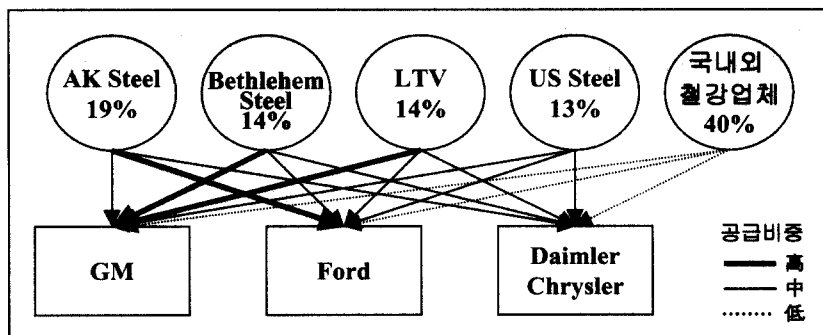 AK Steel
19%
Bethlehem
Steel
14%
LTV
14%
US Steel
13%
국내외
철강업체
40%
GM
Ford
Daimler
Chrysler
공급비중
高
中
低